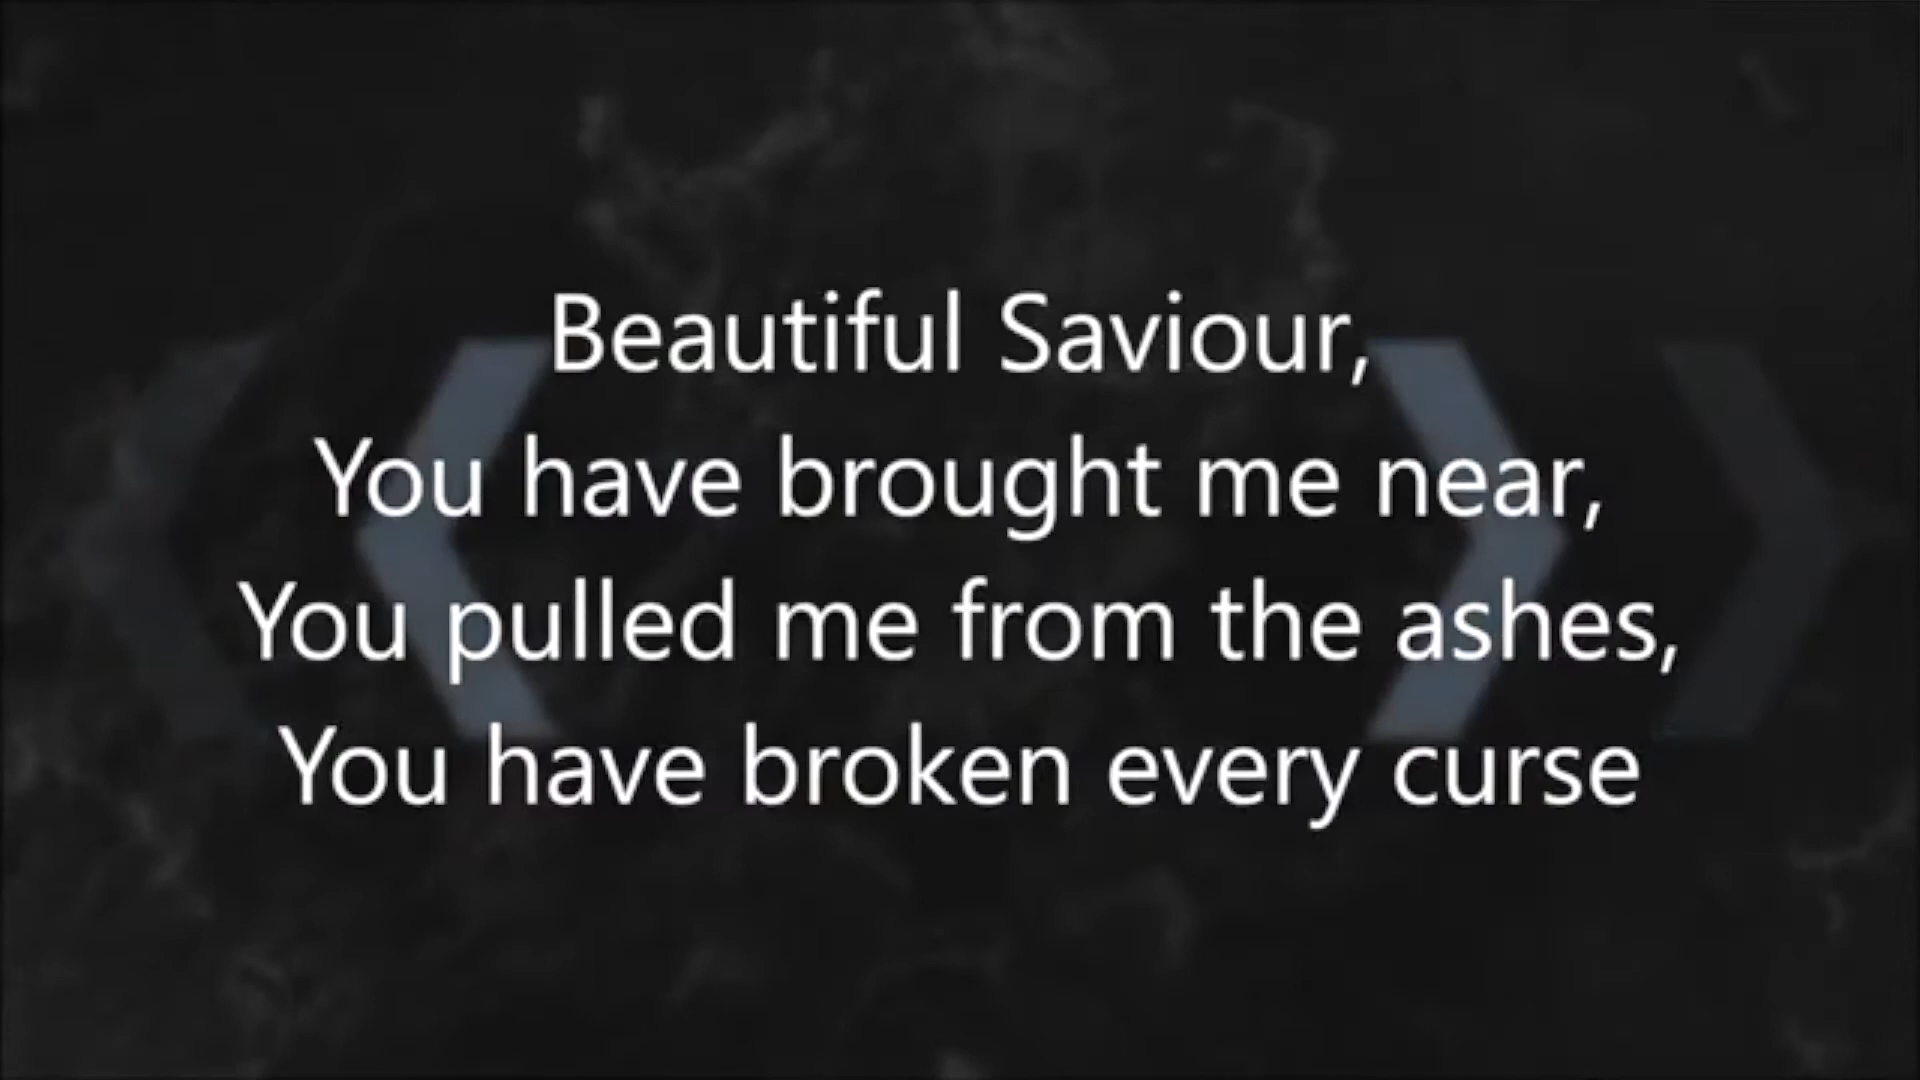 Beautiful Saviour,
You have brought me near,
You pulled me from the ashes,
You have broken every curse